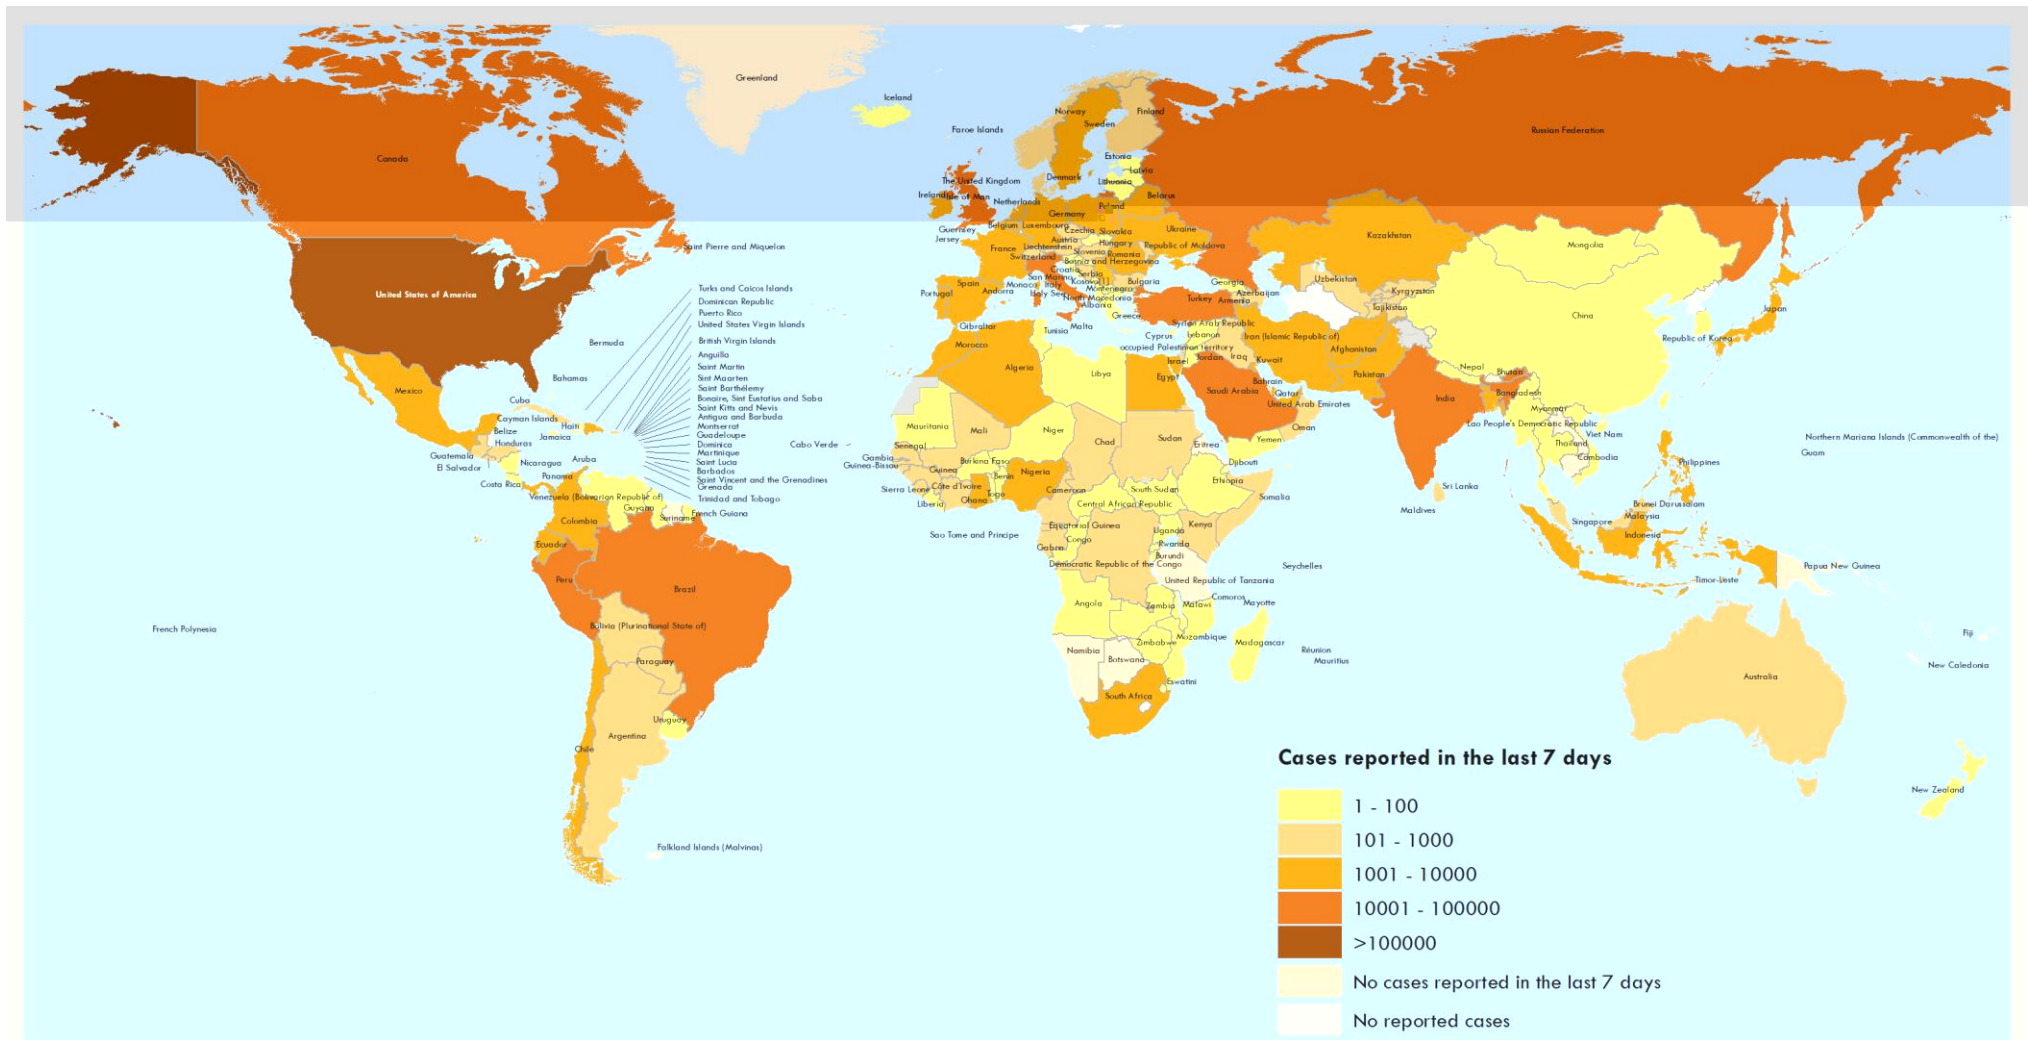 Greenland
Iceland
Faroe Islands
Norway
Finland
Sweden
Russian Federation
Canada
Estonia
Latvia
Lithuania
Denmark
The United Kingdom
Ireland
Isle of Man
Netherlands
Belarus
Poland
Germany
Guernsey
Jersey
Belgium
Luxembourg
Czechia
Slovakia
Ukraine
Kazakhstan
Mongolia
Saint Pierre and Miquelon
France
Austria
Liechtenstein
Hungary
Republic of Moldova
Switzerland
Slovenia
Romania
Bosnia and Herzegovina
Croatia
Serbia
San Marino
Kosovo[1]
Italy
Monaco
Bulgaria
Montenegro
Holy See
North Macedonia
Albania
Georgia
Uzbekistan
Kyrgyzstan
Azerbaijan
Armenia
Tajikistan
Turkey
Greece
Spain
Andorra
Portugal
Gibraltar
Tunisia
Malta
United States of America
China
Japan
Republic of Korea
Turks and Caicos Islands
Dominican Republic
Puerto Rico
United States Virgin Islands
British Virgin Islands
Anguilla
Saint Martin
Sint Maarten
Saint Barthélemy
Bonaire, Sint Eustatius and Saba
Saint Kitts and Nevis
Antigua and Barbuda
Montserrat
Guadeloupe
Dominica
Martinique
Saint Lucia
Barbados
Saint Vincent and the Grenadines
Grenada
Trinidad and Tobago
Bermuda
Bahamas
Mexico
Cuba
Cayman Islands
Haiti
Belize
Jamaica
Honduras
Guatemala
El Salvador
Nicaragua
Aruba
Costa Rica
Panama
Venezuela (Bolivarian Republic of)
Guyana
Suriname
French Guiana
Colombia
Ecuador
Peru
Brazil
Bolivia (Plurinational State of)
Paraguay
Uruguay
Argentina
Chile
Falkland Islands (Malvinas)
French Polynesia
Cyprus
Syrian Arab Republic
Lebanon
occupied Palestinian territory
Israel
Jordan
Iraq
Iran (Islamic Republic of)
Kuwait
Afghanistan
Pakistan
Morocco
Algeria
Libya
Egypt
Saudi Arabia
Bahrain
Qatar
United Arab Emirates
Oman
Yemen
Nepal
Bhutan
India
Bangladesh
Myanmar
Lao People's Democratic Republic
Viet Nam
Thailand
Cambodia
Philippines
Sri Lanka
Maldives
Brunei Darussalam
Malaysia
Singapore
Indonesia
Timor-Leste
Papua New Guinea
Northern Mariana Islands (Commonwealth of the)
Guam
Cabo Verde
Mauritania
Mali
Niger
Chad
Sudan
Eritrea
Djibouti
Senegal
Gambia
Guinea-Bissau
Guinea
Burkina Faso
Benin
Nigeria
Sierra Leone
Côte d'Ivoire
Liberia
Ghana
Togo
Cameroon
Central African Republic
South Sudan
Ethiopia
Somalia
Sao Tome and Principe
Equatorial Guinea
Gabon
Congo
Democratic Republic of the Congo
Uganda
Kenya
Rwanda
Burundi
United Republic of Tanzania
Seychelles
Comoros
Mayotte
Angola
Zambia
Malawi
Mozambique
Zimbabwe
Madagascar
Réunion
Mauritius
Namibia
Botswana
Eswatini
South Africa
Fiji
New Caledonia
Australia
New Zealand
Cases reported in the last 7 days
1 - 100
101 - 1000
1001 - 10000
10001 - 100000
>100000
No cases reported in the last 7 days
No reported cases